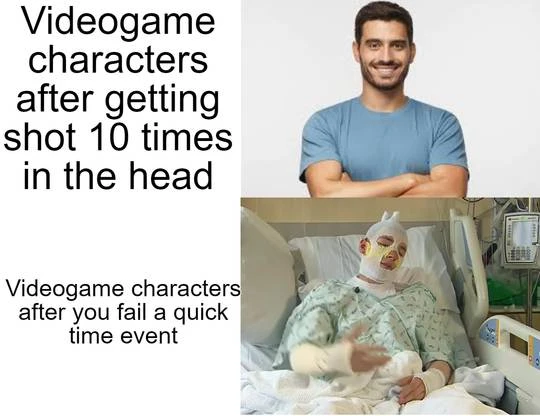 Videogame
characters
after getting
shot 10 times
in the head
Videogame characters
after you fail a quick
time event